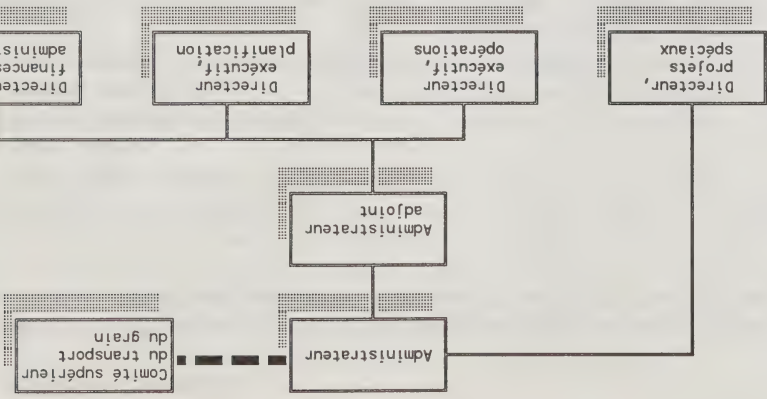 Administrateur
Comité supérieur
du transport
du grain
Administrateur
adjoint
Directeur,
projets
spéciaux
Directeur
exécutif,
opérations
Directeur
exécutif,
planification